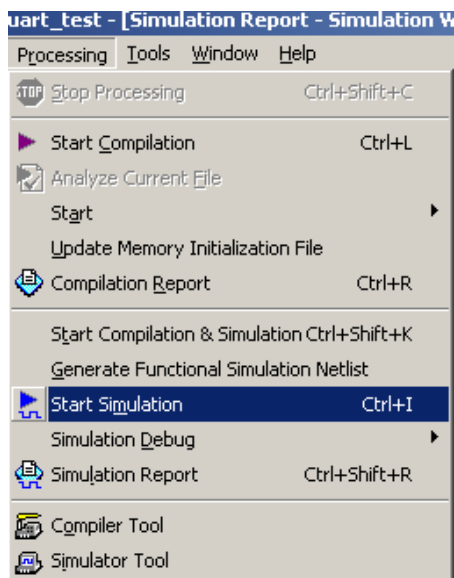 uart_test - [Simulation Report - Simulation W
Processing Tools Window Help
Stop Processing Ctrl+Shift+C
Start Compilation Ctrl+L
Analyze Current File
Start
Update Memory Initialization File
Compilation Report Ctrl+R
Start Compilation & Simulation Ctrl+Shift+K
Generate Functional Simulation Netlist
Start Simulation Ctrl+I
Simulation Debug
Simulation Report Ctrl+Shift+R
Compiler Tool
Simulator Tool